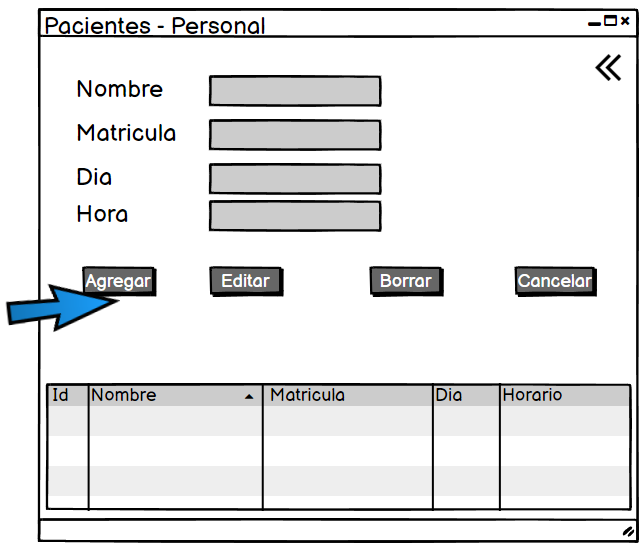 Pacientes - Personal
Nombre
Matricula
Dia
Hora
Agregar Editar Borrar Cancelar
Id Nombre Matricula Dia Horario